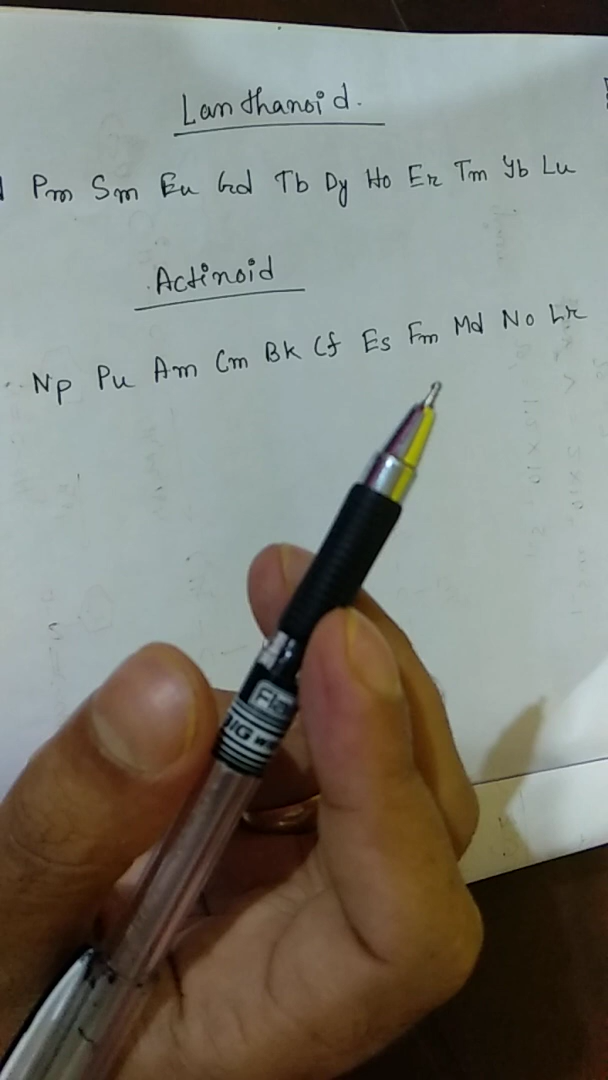 Lanthanoid.
Pm Sm Eu Gd Tb Dy Ho Er Tm Yb Lu
Actinoid
Np Pu Am Cm Bk Cf Es Fm Md No Lr